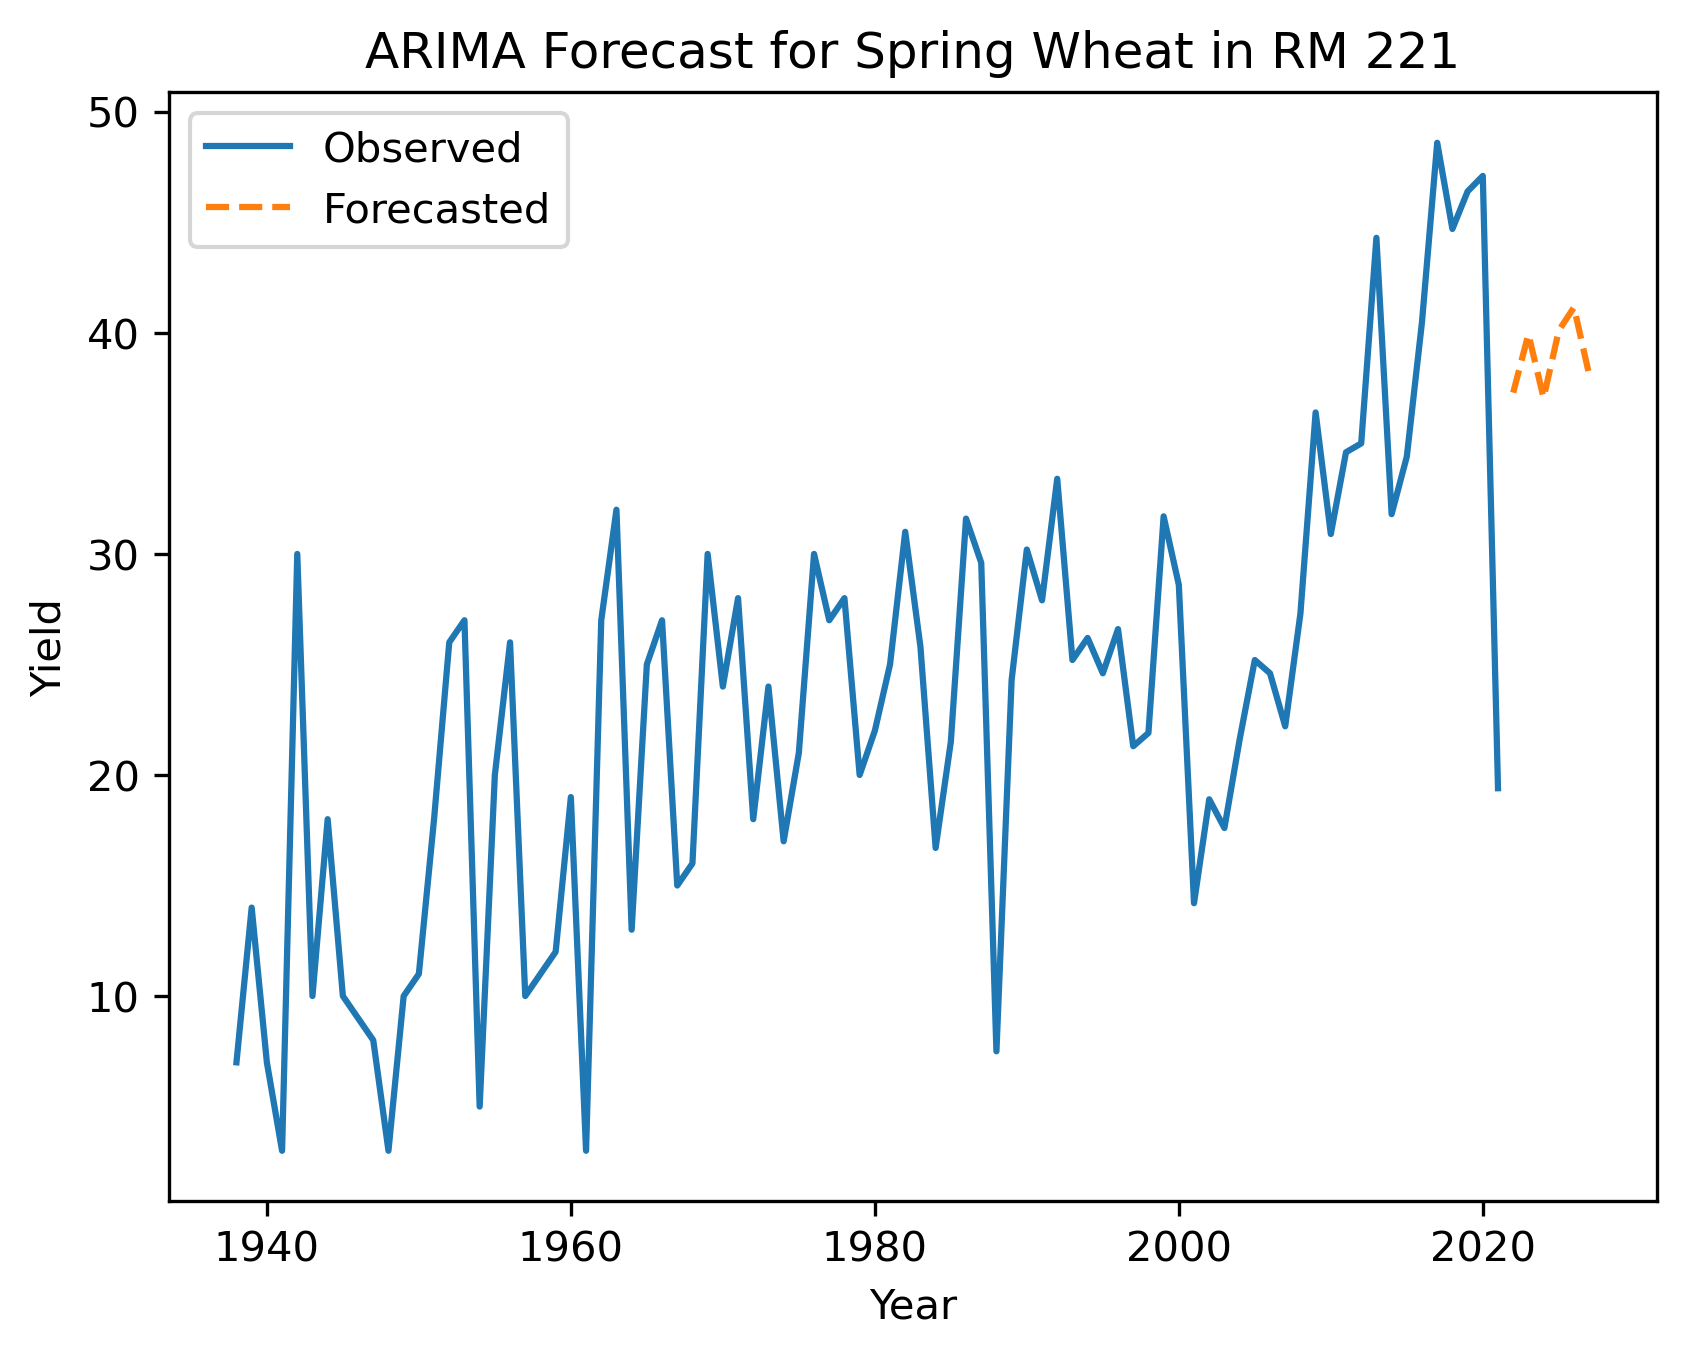 ARIMA Forecast for Spring Wheat in RM 221
Observed
Forecasted
50
40
30
20
10
Yield
1940 1960 1980 2000 2020
Year